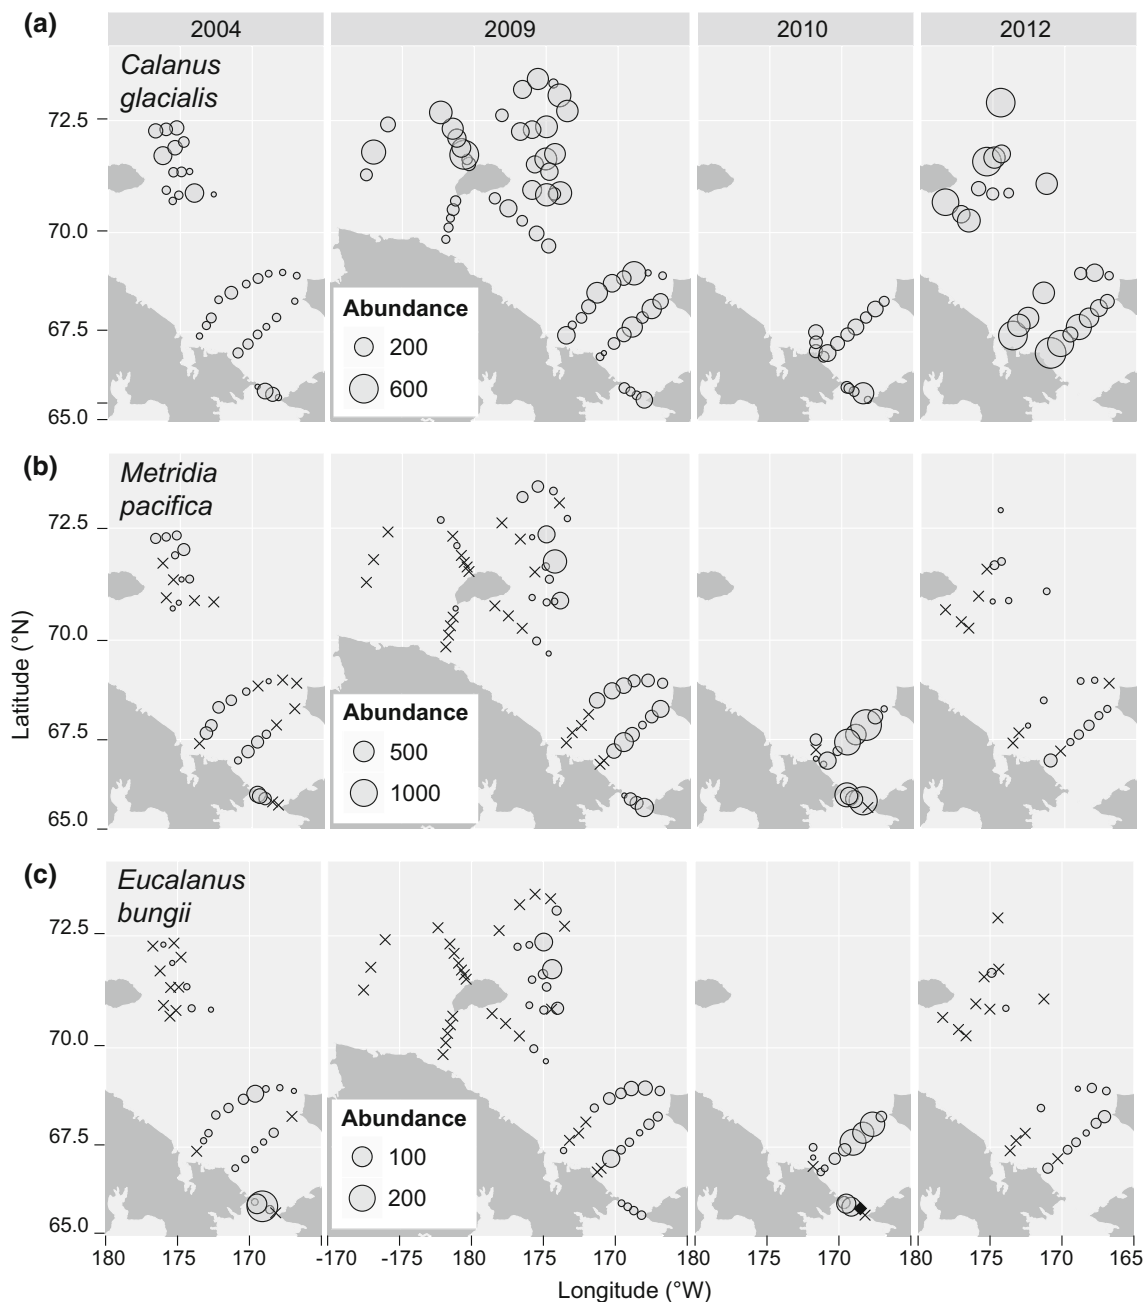 (a)
2004 2009 2010 2012
Calanus
glacialis
72.5
70.0
67.5
65.0
Abundance
200
600
(b)
Metridia
pacifica
72.5
70.0
67.5
65.0
Abundance
500
1000
Latitude (°N)
(c)
Eucalanus
bungii
72.5
70.0
67.5
65.0
Abundance
100
200
180 175 170 -170 -175 180 175 170 180 175 170 180 175 170 165
Longitude (°W)